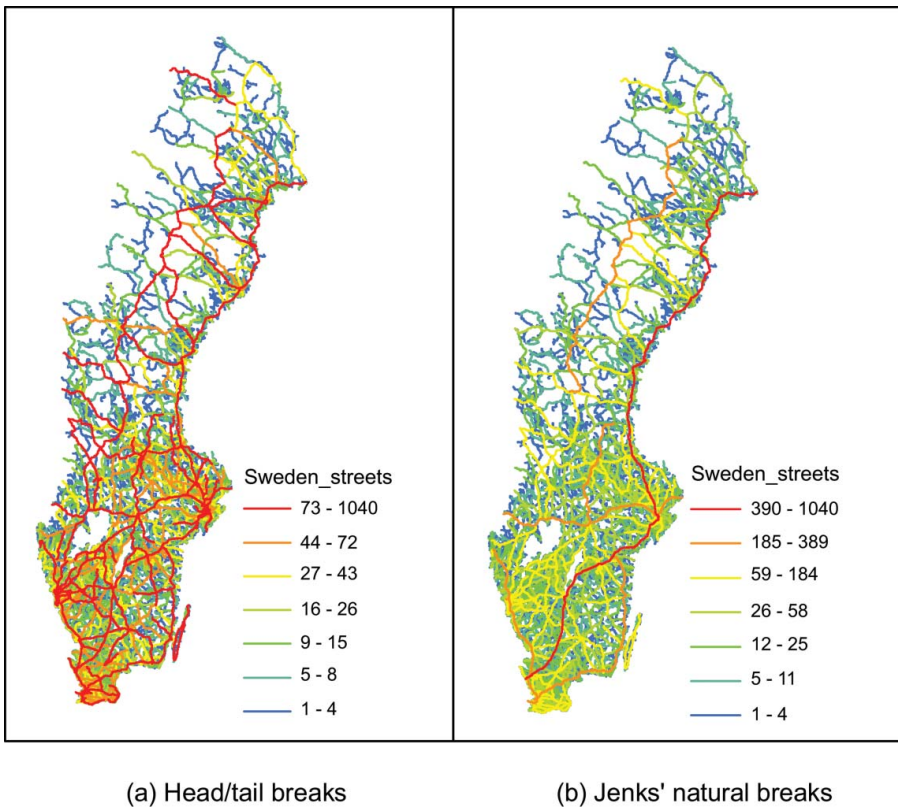 Sweden_streets
73 - 1040
44 - 72
27 - 43
16 - 26
9 - 15
5 - 8
1 - 4
Sweden_streets
390 - 1040
185 - 389
59 - 184
26 - 58
12 - 25
5 - 11
1 - 4
(a) Head/tail breaks
(b) Jenks' natural breaks